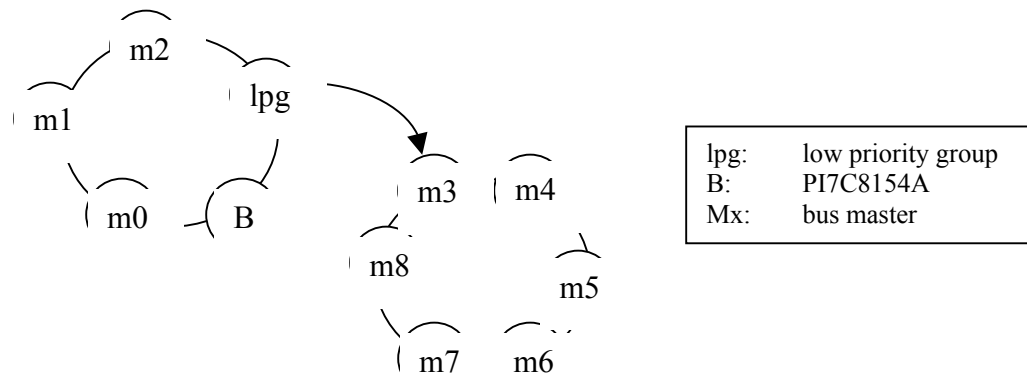 m2
lpg
m1
m0
B
m3
m4
m8
m5
m7
m6
lpg: low priority group
B: PI7C8154A
Mx: bus master